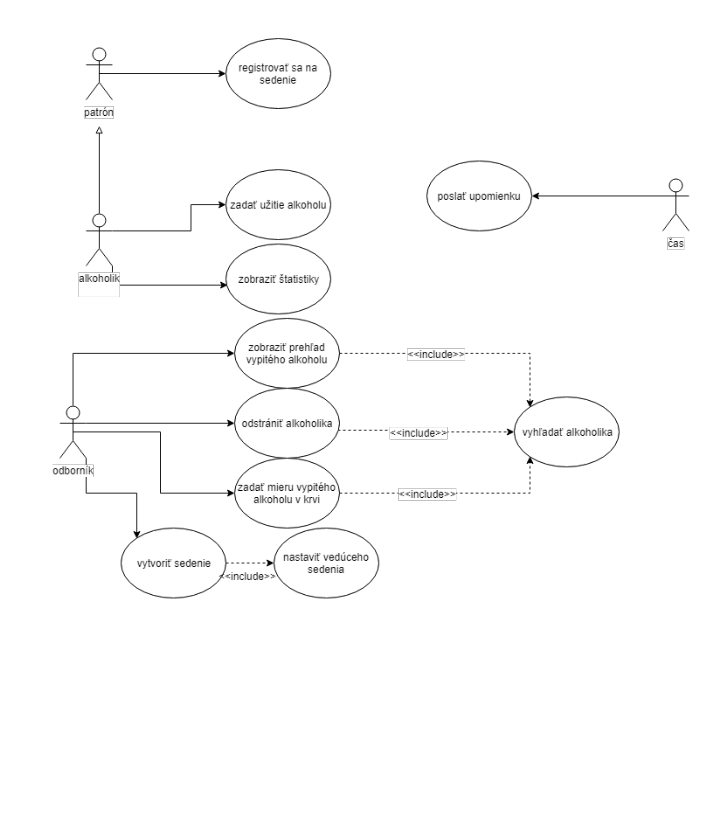 registrovať sa na
sedenie
patrón
zadať užitie alkoholu
poslať upomienku
čas
alkoholik
zobraziť štatistiky
zobraziť prehľad
vypitého alkoholu
<<include>>
odstrániť alkoholika
<<include>>
vyhľadať alkoholika
odborník
zadať mieru vypitého
alkoholu v krvi
<<include>>
vytvoriť sedenie
<<include>>
nastaviť vedúceho
sedenia